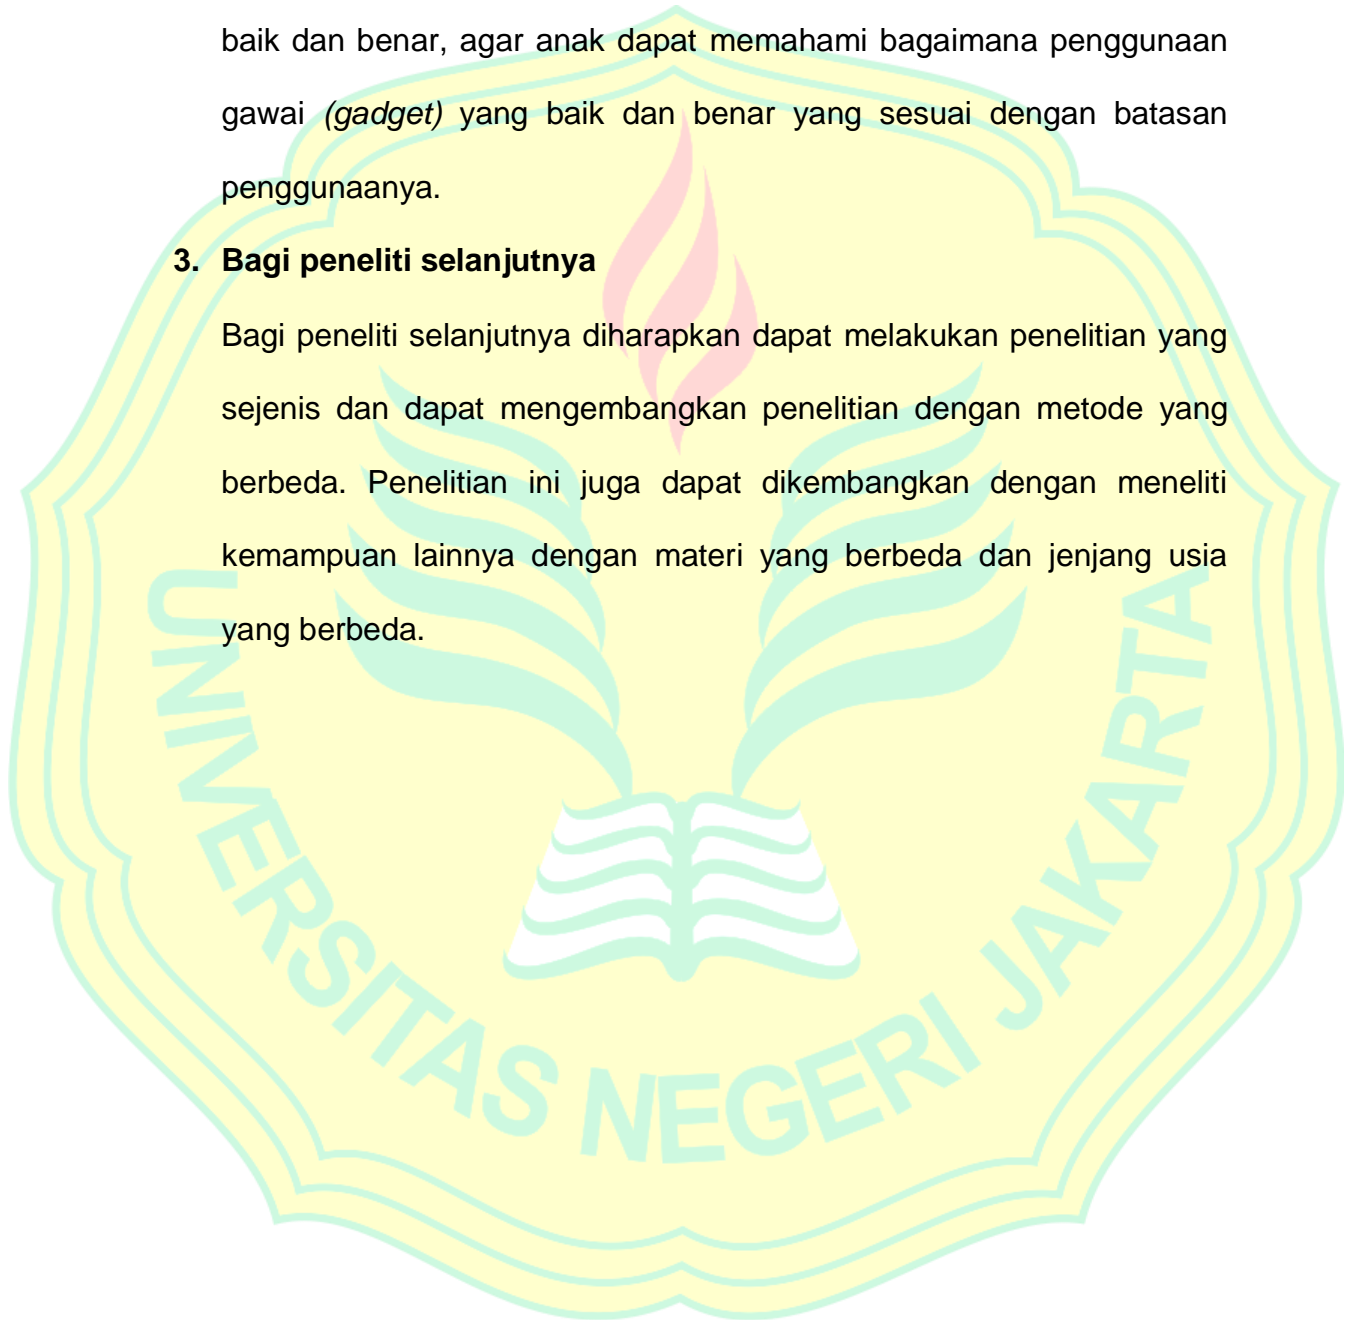 baik dan benar, agar anak dapat memahami bagaimana penggunaan
gawai (gadget) yang baik dan benar yang sesuai dengan batasan
penggunaanya.
3. Bagi peneliti selanjutnya
Bagi peneliti selanjutnya diharapkan dapat melakukan penelitian yang
sejenis dan dapat mengembangkan penelitian dengan metode yang
berbeda. Penelitian ini juga dapat dikembangkan dengan meneliti
kemampuan lainnya dengan materi yang berbeda dan jenjang usia
yang berbeda.
UNIVERSITAS NEGERI JAKARTA